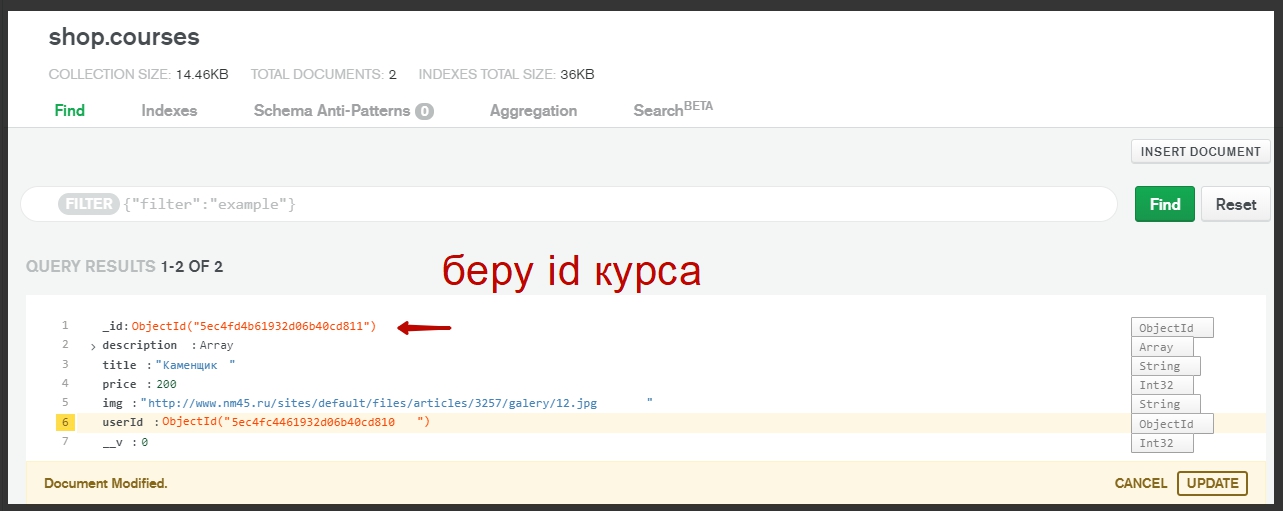 shop.courses
COLLECTION SIZE: 14.46KB TOTAL DOCUMENTS: 2 INDEXES TOTAL SIZE: 36KB
Find Indexes Schema Anti-Patterns 0 Aggregation Search BETA
INSERT DOCUMENT
FILTER {"filter":"example"} Find Reset
QUERY RESULTS 1-2 OF 2
беру id курса
1 _id: ObjectId("5ec4fd4b61932d06b40cd811") ObjectId
2 > description : Array Array
3 title : "Каменщик " String
4 price : 200 Int32
5 img : "http://www.nm45.ru/sites/default/files/articles/3257/galery/12.jpg " String
6 userId : ObjectId("5ec4fc4461932d06b40cd810 ") ObjectId
7 __v : 0 Int32
Document Modified. CANCEL UPDATE